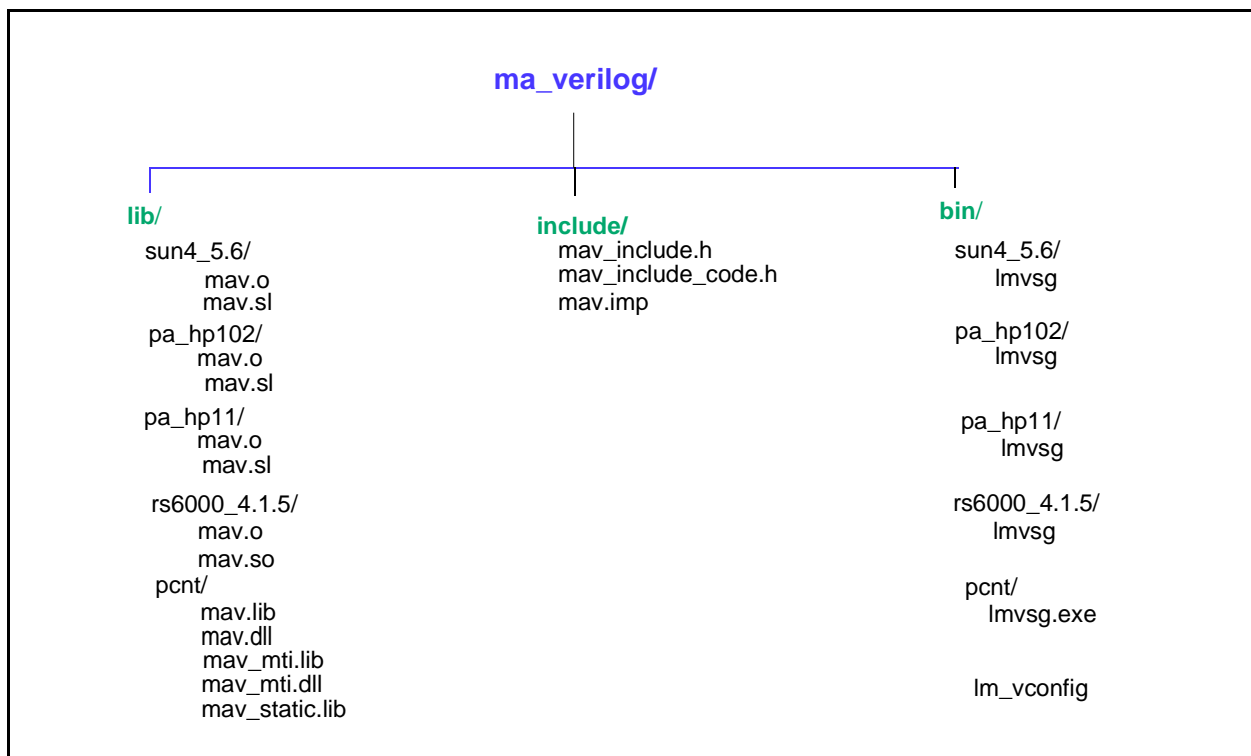 ma_verilog/
lib/
sun4_5.6/
mav.o
mav.sl
pa_hp102/
mav.o
mav.sl
pa_hp11/
mav.o
mav.sl
rs6000_4.1.5/
mav.o
mav.so
pcnt/
mav.lib
mav.dll
mav_mti.lib
mav_mti.dll
mav_static.lib
include/
mav_include.h
mav_include_code.h
mav.imp
bin/
sun4_5.6/
lmvsg
pa_hp102/
lmvsg
pa_hp11/
lmvsg
rs6000_4.1.5/
lmvsg
pcnt/
lmvsg.exe
lm_vconfig